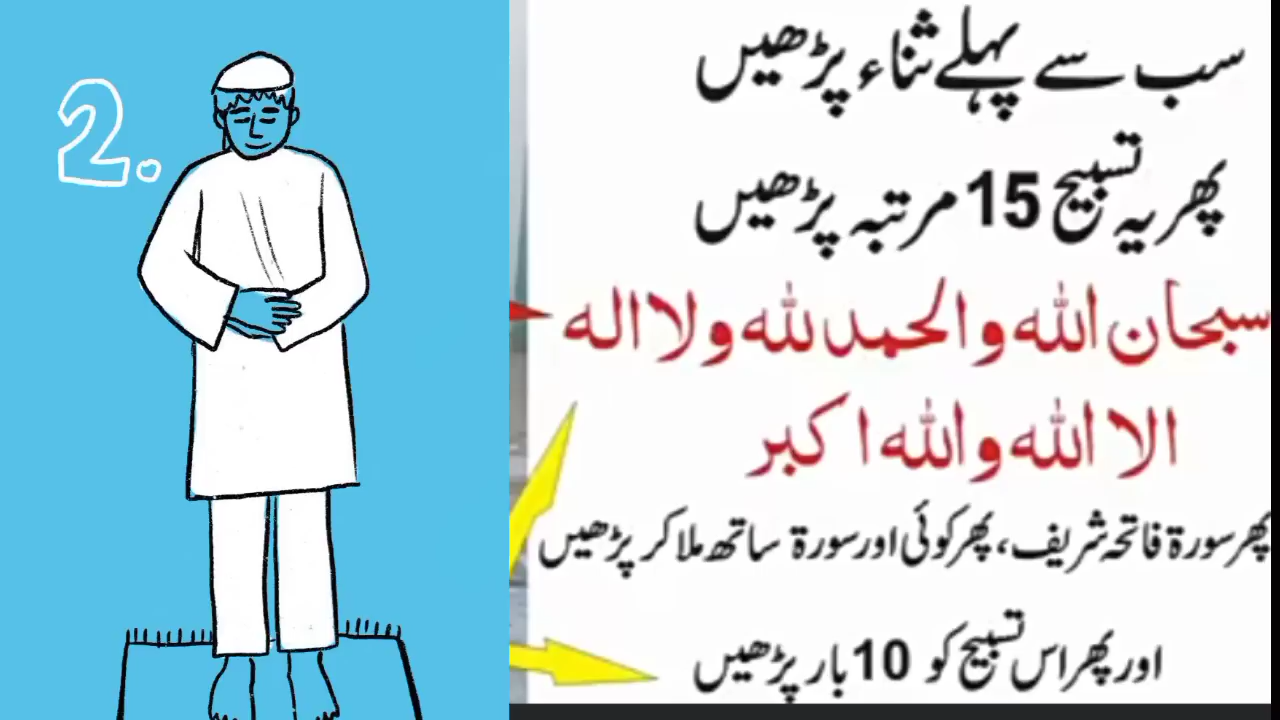 2.
سب سے پہلے ثناء پڑھیں
پھر یہ تسبیح 15 مرتبہ پڑھیں
سبحان اللہ والحمد للہ ولا الہ
الا اللہ واللہ اکبر
پھر سورۃ فاتحہ شریف، پھر کوئی اور سورۃ ساتھ ملا کر پڑھیں
اور پھر اس تسبیح کو 10 بار پڑھیں